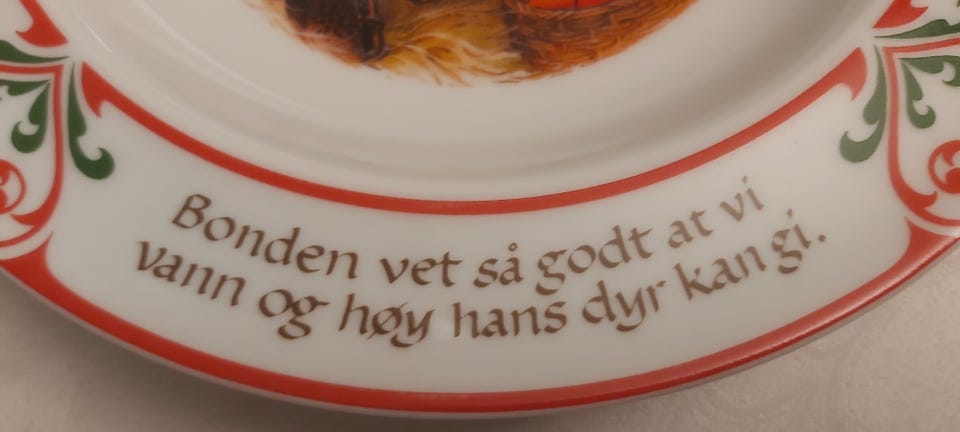 Bonden vet så godt at vi
vann og høy hans dyr kan gi.